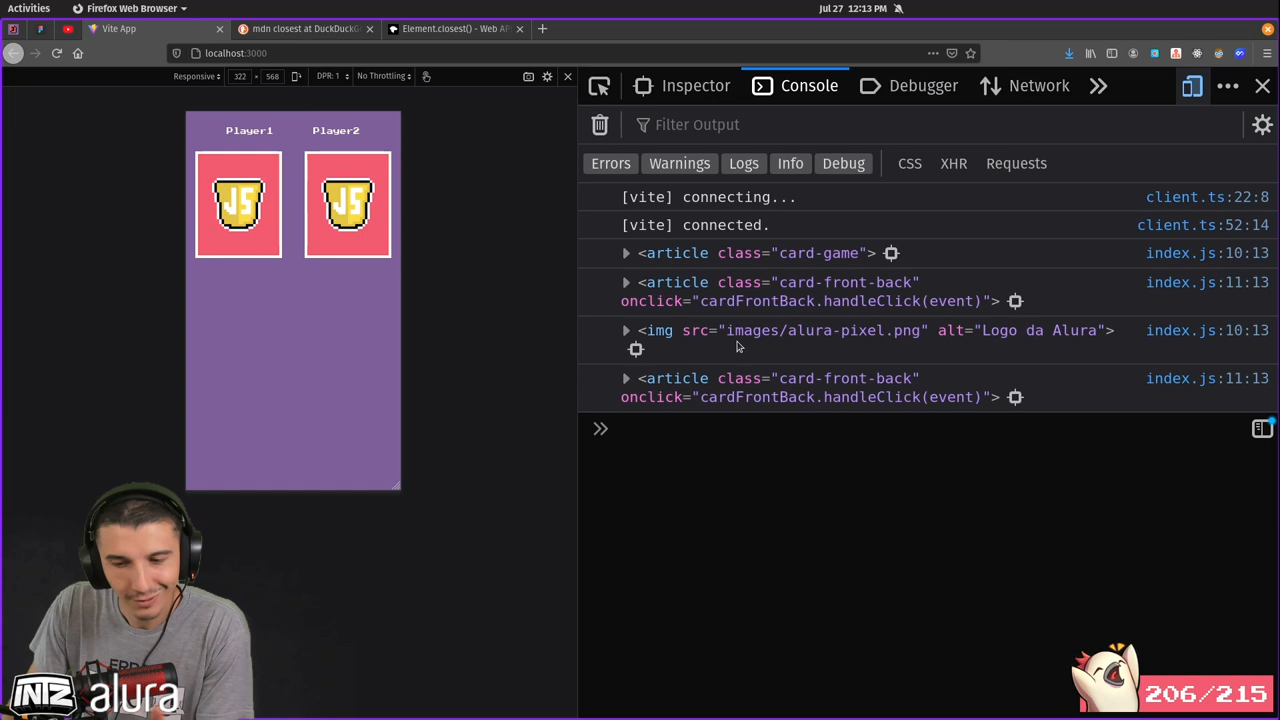 Activities
Firefox Web Browser
Jul 27 12:13 PM
Vite App
mdn closest at DuckDuckG
Element.closest() - Web AP
localhost:3000
Responsive
322 × 568
DPR: 1
No Throttling
Inspector
Console
Debugger
Network
Filter Output
Errors
Warnings
Logs
Info
Debug
CSS
XHR
Requests
[vite] connecting...
client.ts:22:8
[vite] connected.
client.ts:52:14
<article class="card-game">
index.js:10:13
<article class="card-front-back"
index.js:11:13
onclick="cardFrontBack.handleClick(event)">
<img src="images/alura-pixel.png" alt="Logo da Alura">
index.js:10:13
<article class="card-front-back"
index.js:11:13
onclick="cardFrontBack.handleClick(event)">
Player1
Player2
JS
JS
INTZ
alura
206/215